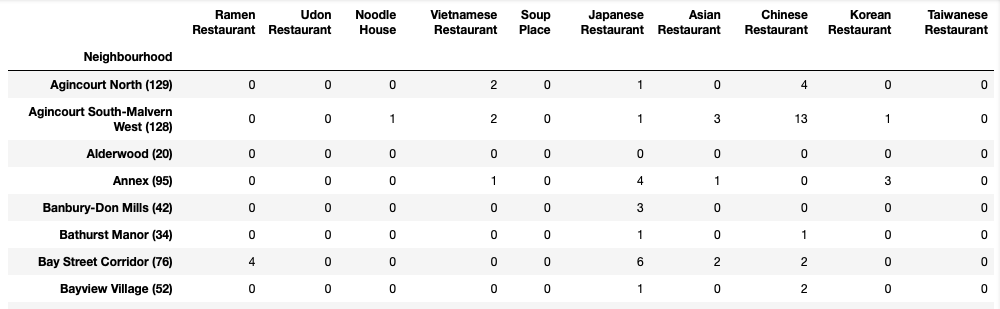 Ramen Restaurant Udon Restaurant Noodle House Vietnamese Restaurant Soup Place Japanese Restaurant Asian Restaurant Chinese Restaurant Korean Restaurant Taiwanese Restaurant
Neighbourhood
Agincourt North (129) 0 0 0 2 0 1 0 4 0 0
Agincourt South-Malvern West (128) 0 0 1 2 0 1 3 13 1 0
Alderwood (20) 0 0 0 0 0 0 0 0 0 0
Annex (95) 0 0 0 1 0 4 1 0 3 0
Banbury-Don Mills (42) 0 0 0 0 0 3 0 0 0 0
Bathurst Manor (34) 0 0 0 0 0 1 0 1 0 0
Bay Street Corridor (76) 4 0 0 0 0 6 2 2 0 0
Bayview Village (52) 0 0 0 0 0 1 0 2 0 0